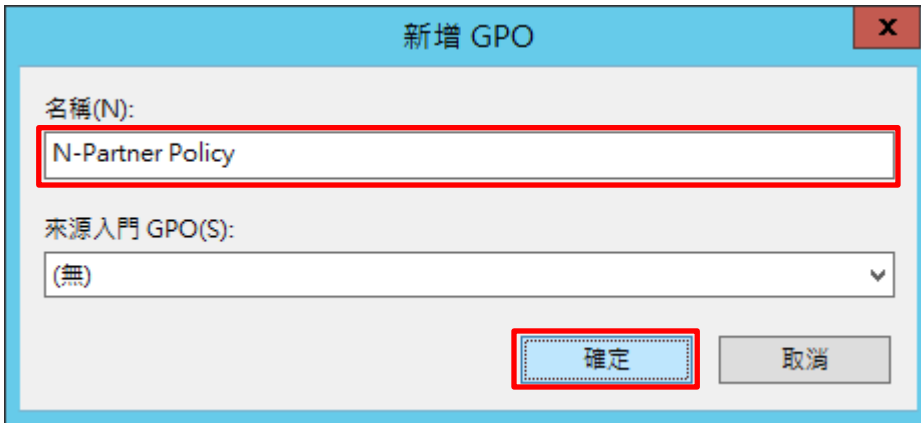 新增 GPO
x
名稱(N):
N-Partner Policy
來源入門 GPO(S):
(無)
確定 取消